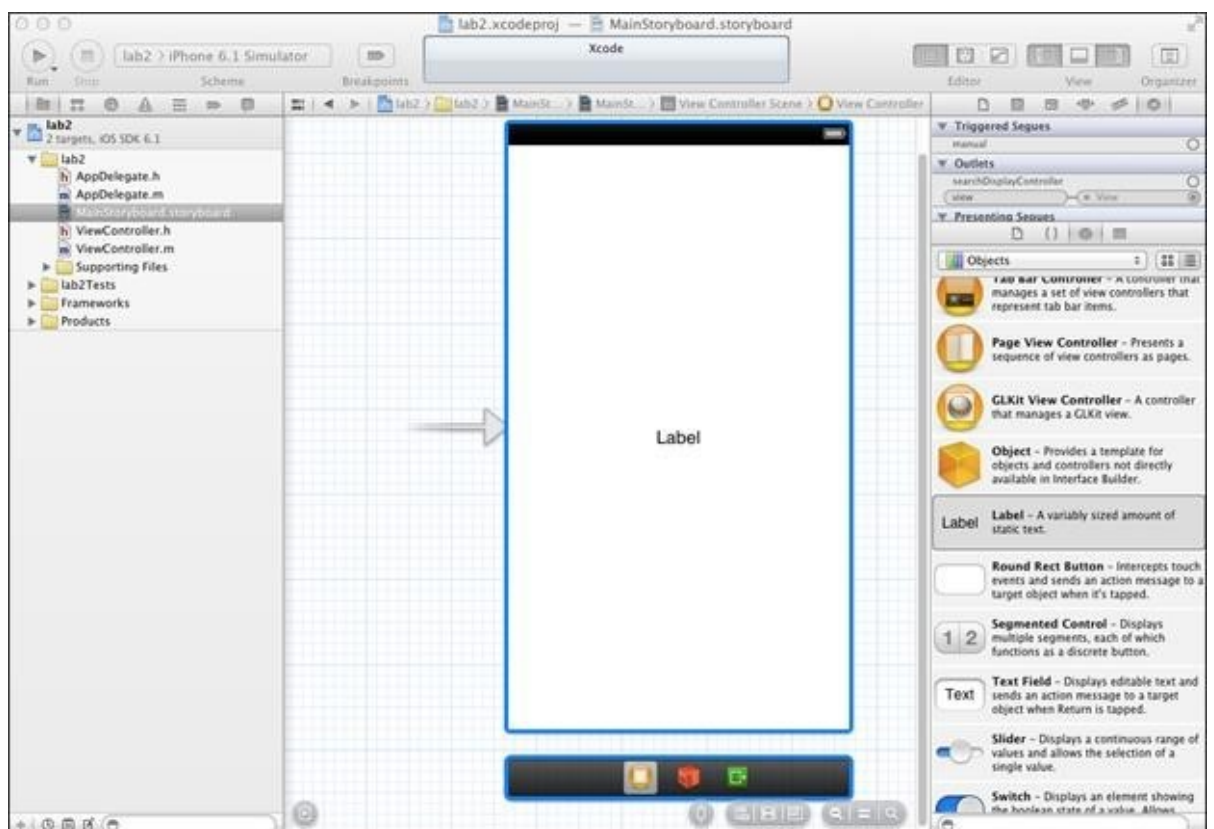 lab2.xcodeproj — MainStoryboard.storyboard
Xcode
lab2 > iPhone 6.1 Simulator
Run
Stop
Scheme
Breakpoints
Editor
View
Organizer
lab2 > lab2 > MainSt... > MainSt... > View Controller Scene > View Controller
lab2
2 targets, iOS SDK 6.1
lab2
AppDelegate.h
AppDelegate.m
MainStoryboard.storyboard
ViewController.h
ViewController.m
Supporting Files
lab2Tests
Frameworks
Products
Label
Triggered Segues
manual
Outlets
searchDisplayController
view
View
Presenting Segues
{ }
Objects
Tab Bar Controller – A controller that
manages a set of view controllers that
represent tab bar items.
Page View Controller – Presents a
sequence of view controllers as pages.
GLKit View Controller – A controller
that manages a GLKit view.
Object – Provides a template for
objects and controllers not directly
available in Interface Builder.
Label
Label – A variably sized amount of
static text.
Round Rect Button – Intercepts touch
events and sends an action message to a
target object when it's tapped.
1 2
Segmented Control – Displays
multiple segments, each of which
functions as a discrete button.
Text
Text Field – Displays editable text and
sends an action message to a target
object when Return is tapped.
Slider – Displays a continuous range of
values and allows the selection of a
single value.
Switch – Displays an element showing
the boolean state of a value. Allows